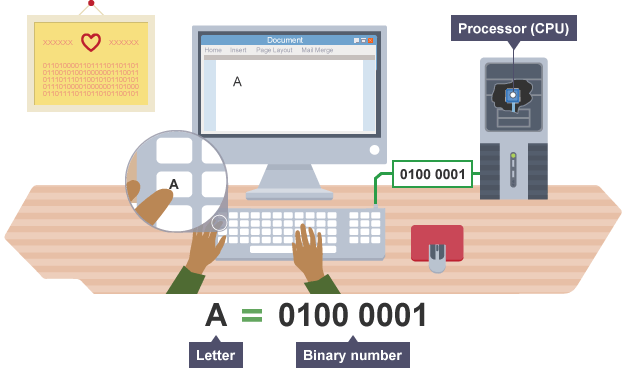 XXXXXX XXXXXX
Document
Home Insert Page Layout Mail Merge
A
Processor (CPU)
0100 0001
A
A = 0100 0001
Letter
Binary number